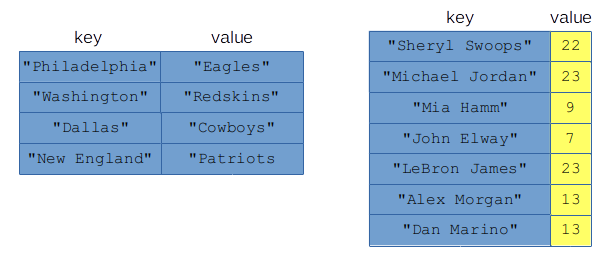 key value
"Philadelphia" "Eagles"
"Washington" "Redskins"
"Dallas" "Cowboys"
"New England" "Patriots
key value
"Sheryl Swoops" 22
"Michael Jordan" 23
"Mia Hamm" 9
"John Elway" 7
"LeBron James" 23
"Alex Morgan" 13
"Dan Marino" 13